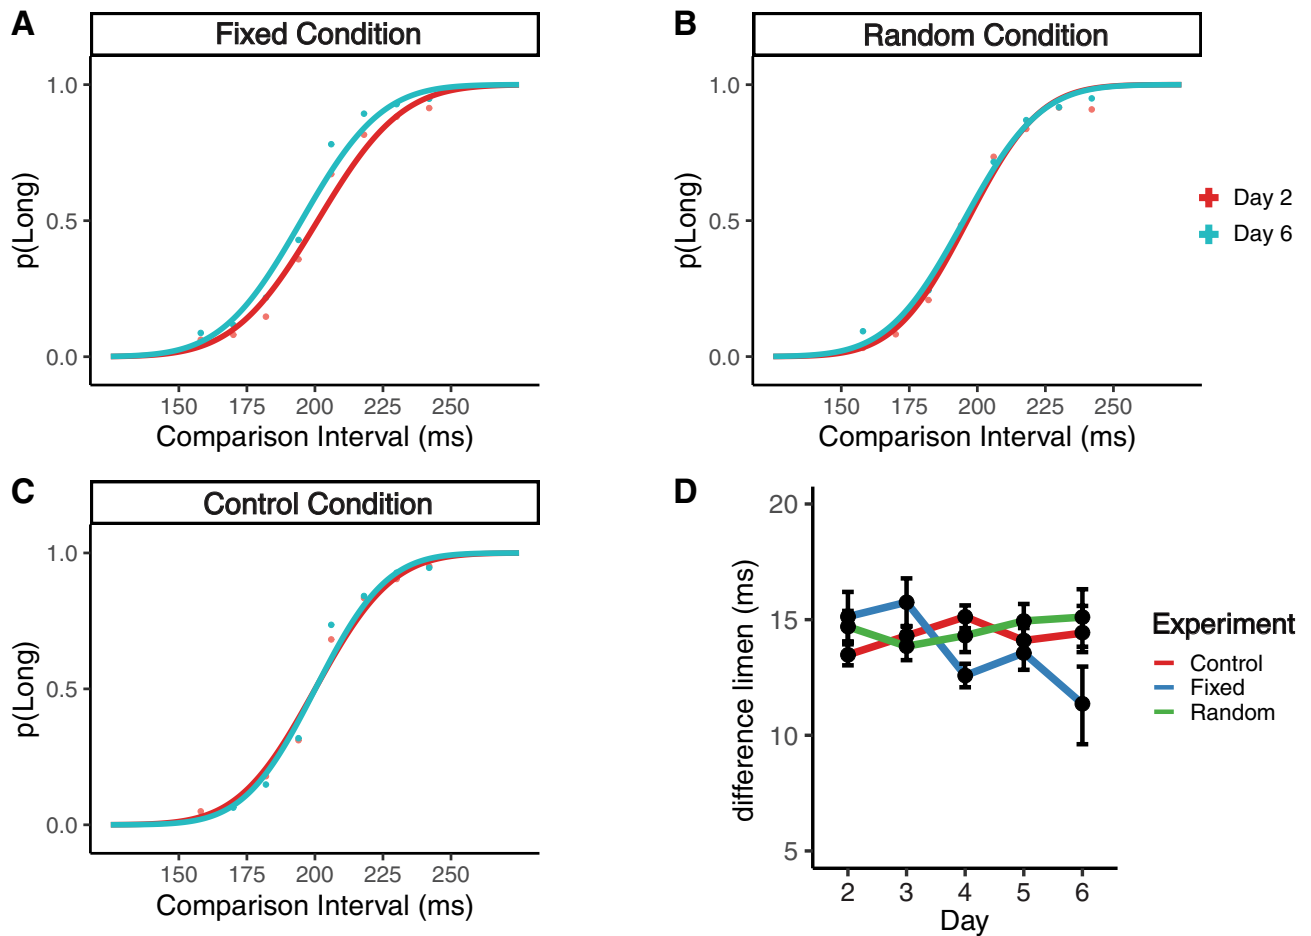 A
Fixed Condition
p(Long)
1.0
0.5
0.0
150 175 200 225 250
Comparison Interval (ms)
B
Random Condition
p(Long)
1.0
0.5
0.0
150 175 200 225 250
Comparison Interval (ms)
Day 2
Day 6
C
Control Condition
p(Long)
1.0
0.5
0.0
150 175 200 225 250
Comparison Interval (ms)
D
difference limen (ms)
20
15
10
5
2 3 4 5 6
Day
Experiment
Control
Fixed
Random